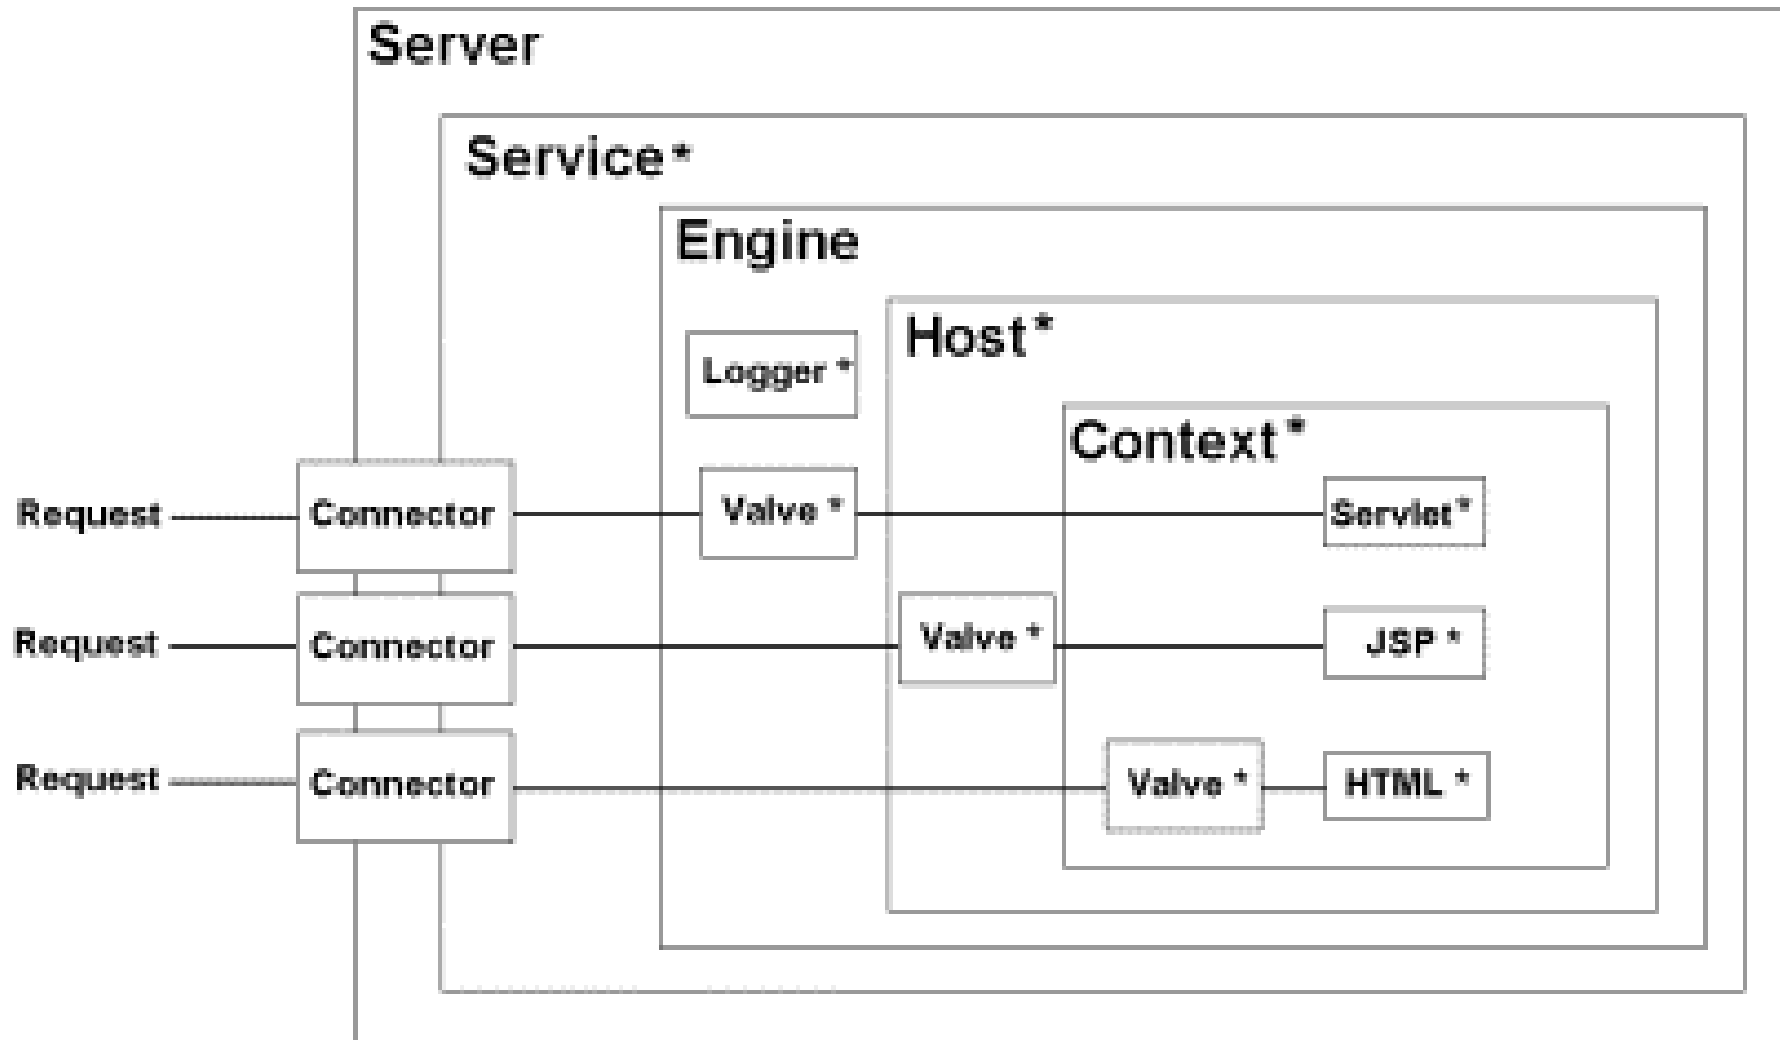 Server
Service*
Engine
Host*
Logger *
Context*
Request Connector Valve * Servlet*
Request Connector Valve * JSP *
Request Connector Valve * HTML *